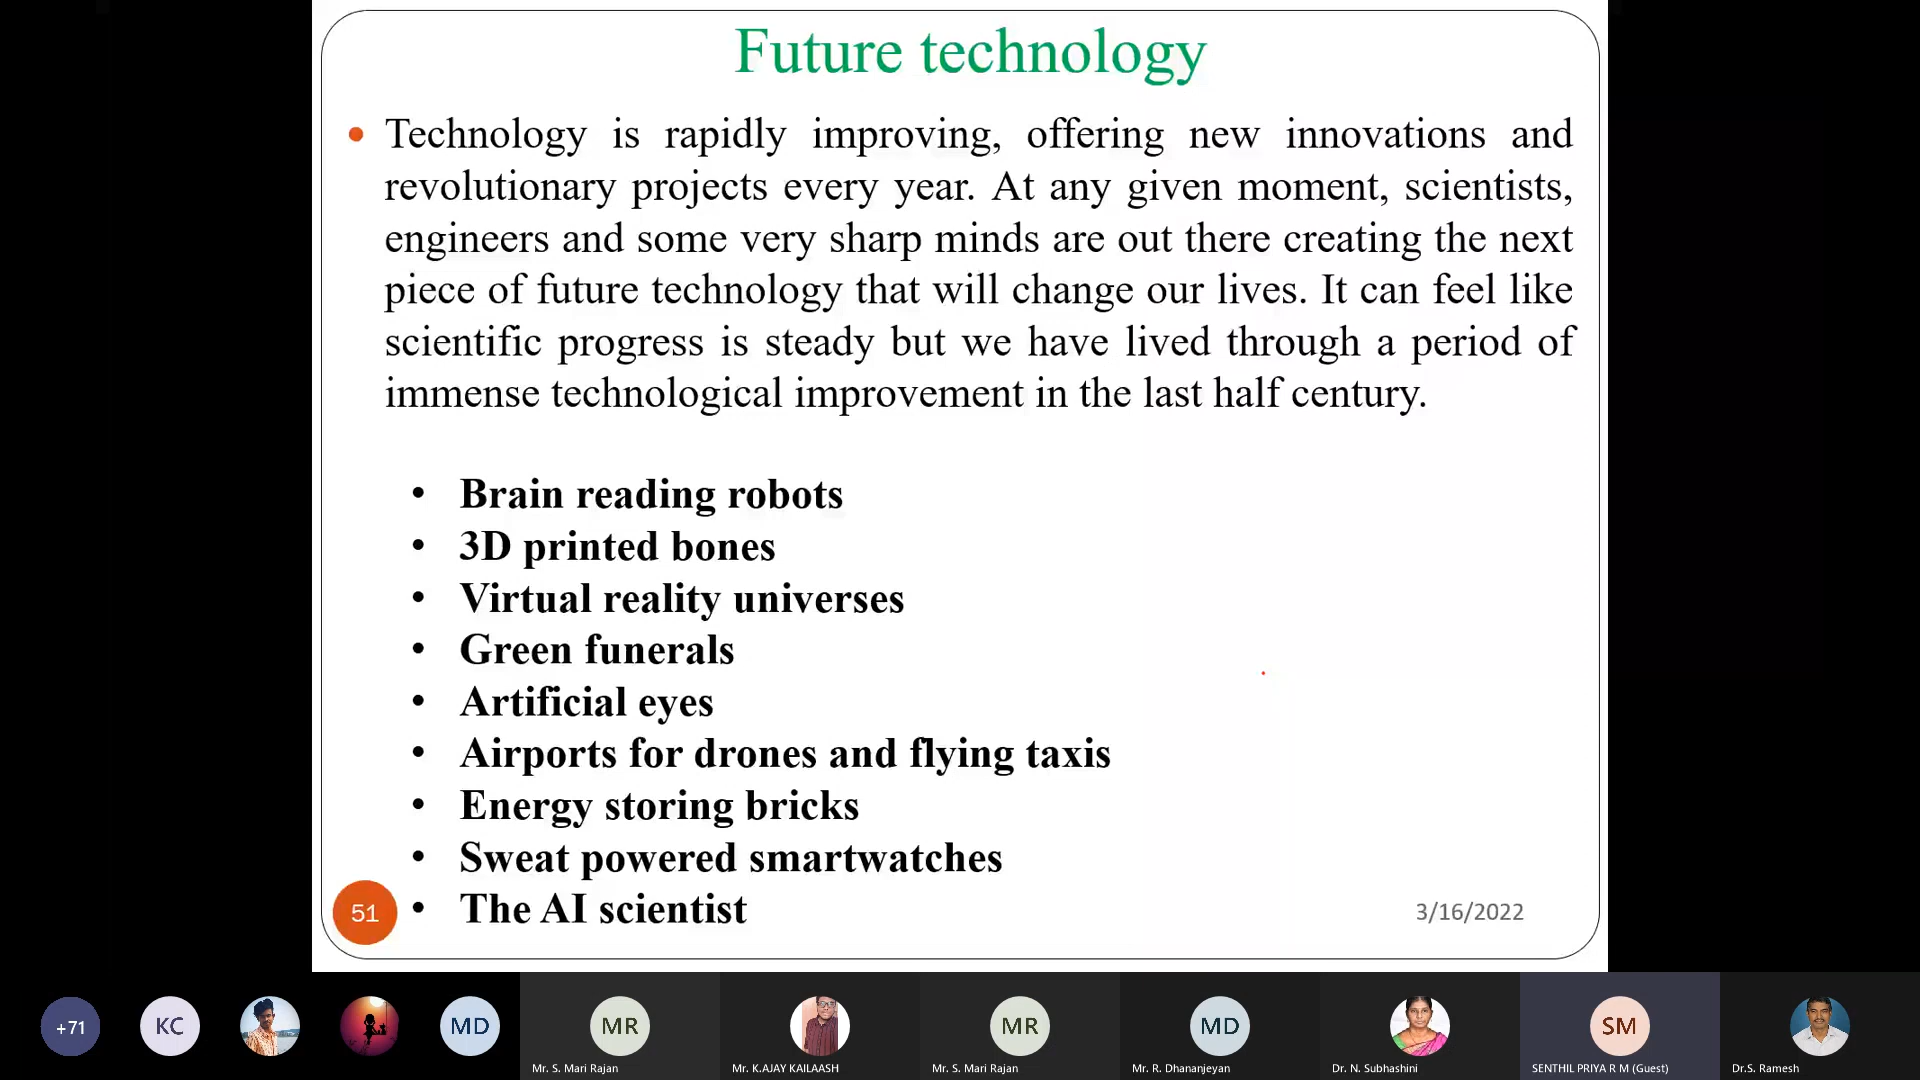 Future technology
Technology is rapidly improving, offering new innovations and
revolutionary projects every year. At any given moment, scientists,
engineers and some very sharp minds are out there creating the next
piece of future technology that will change our lives. It can feel like
scientific progress is steady but we have lived through a period of
immense technological improvement in the last half century.
• Brain reading robots
• 3D printed bones
• Virtual reality universes
• Green funerals
• Artificial eyes
• Airports for drones and flying taxis
• Energy storing bricks
• Sweat powered smartwatches
• The AI scientist
51
3/16/2022
+71
KC
MD
MR
MR
MD
SM
Mr. S. Mari Rajan
Mr. K.AJAY KAILAASH
Mr. S. Mari Rajan
Mr. R. Dhananjeyan
Dr. N. Subhashini
SENTHIL PRIYA R M (Guest)
Dr.S. Ramesh